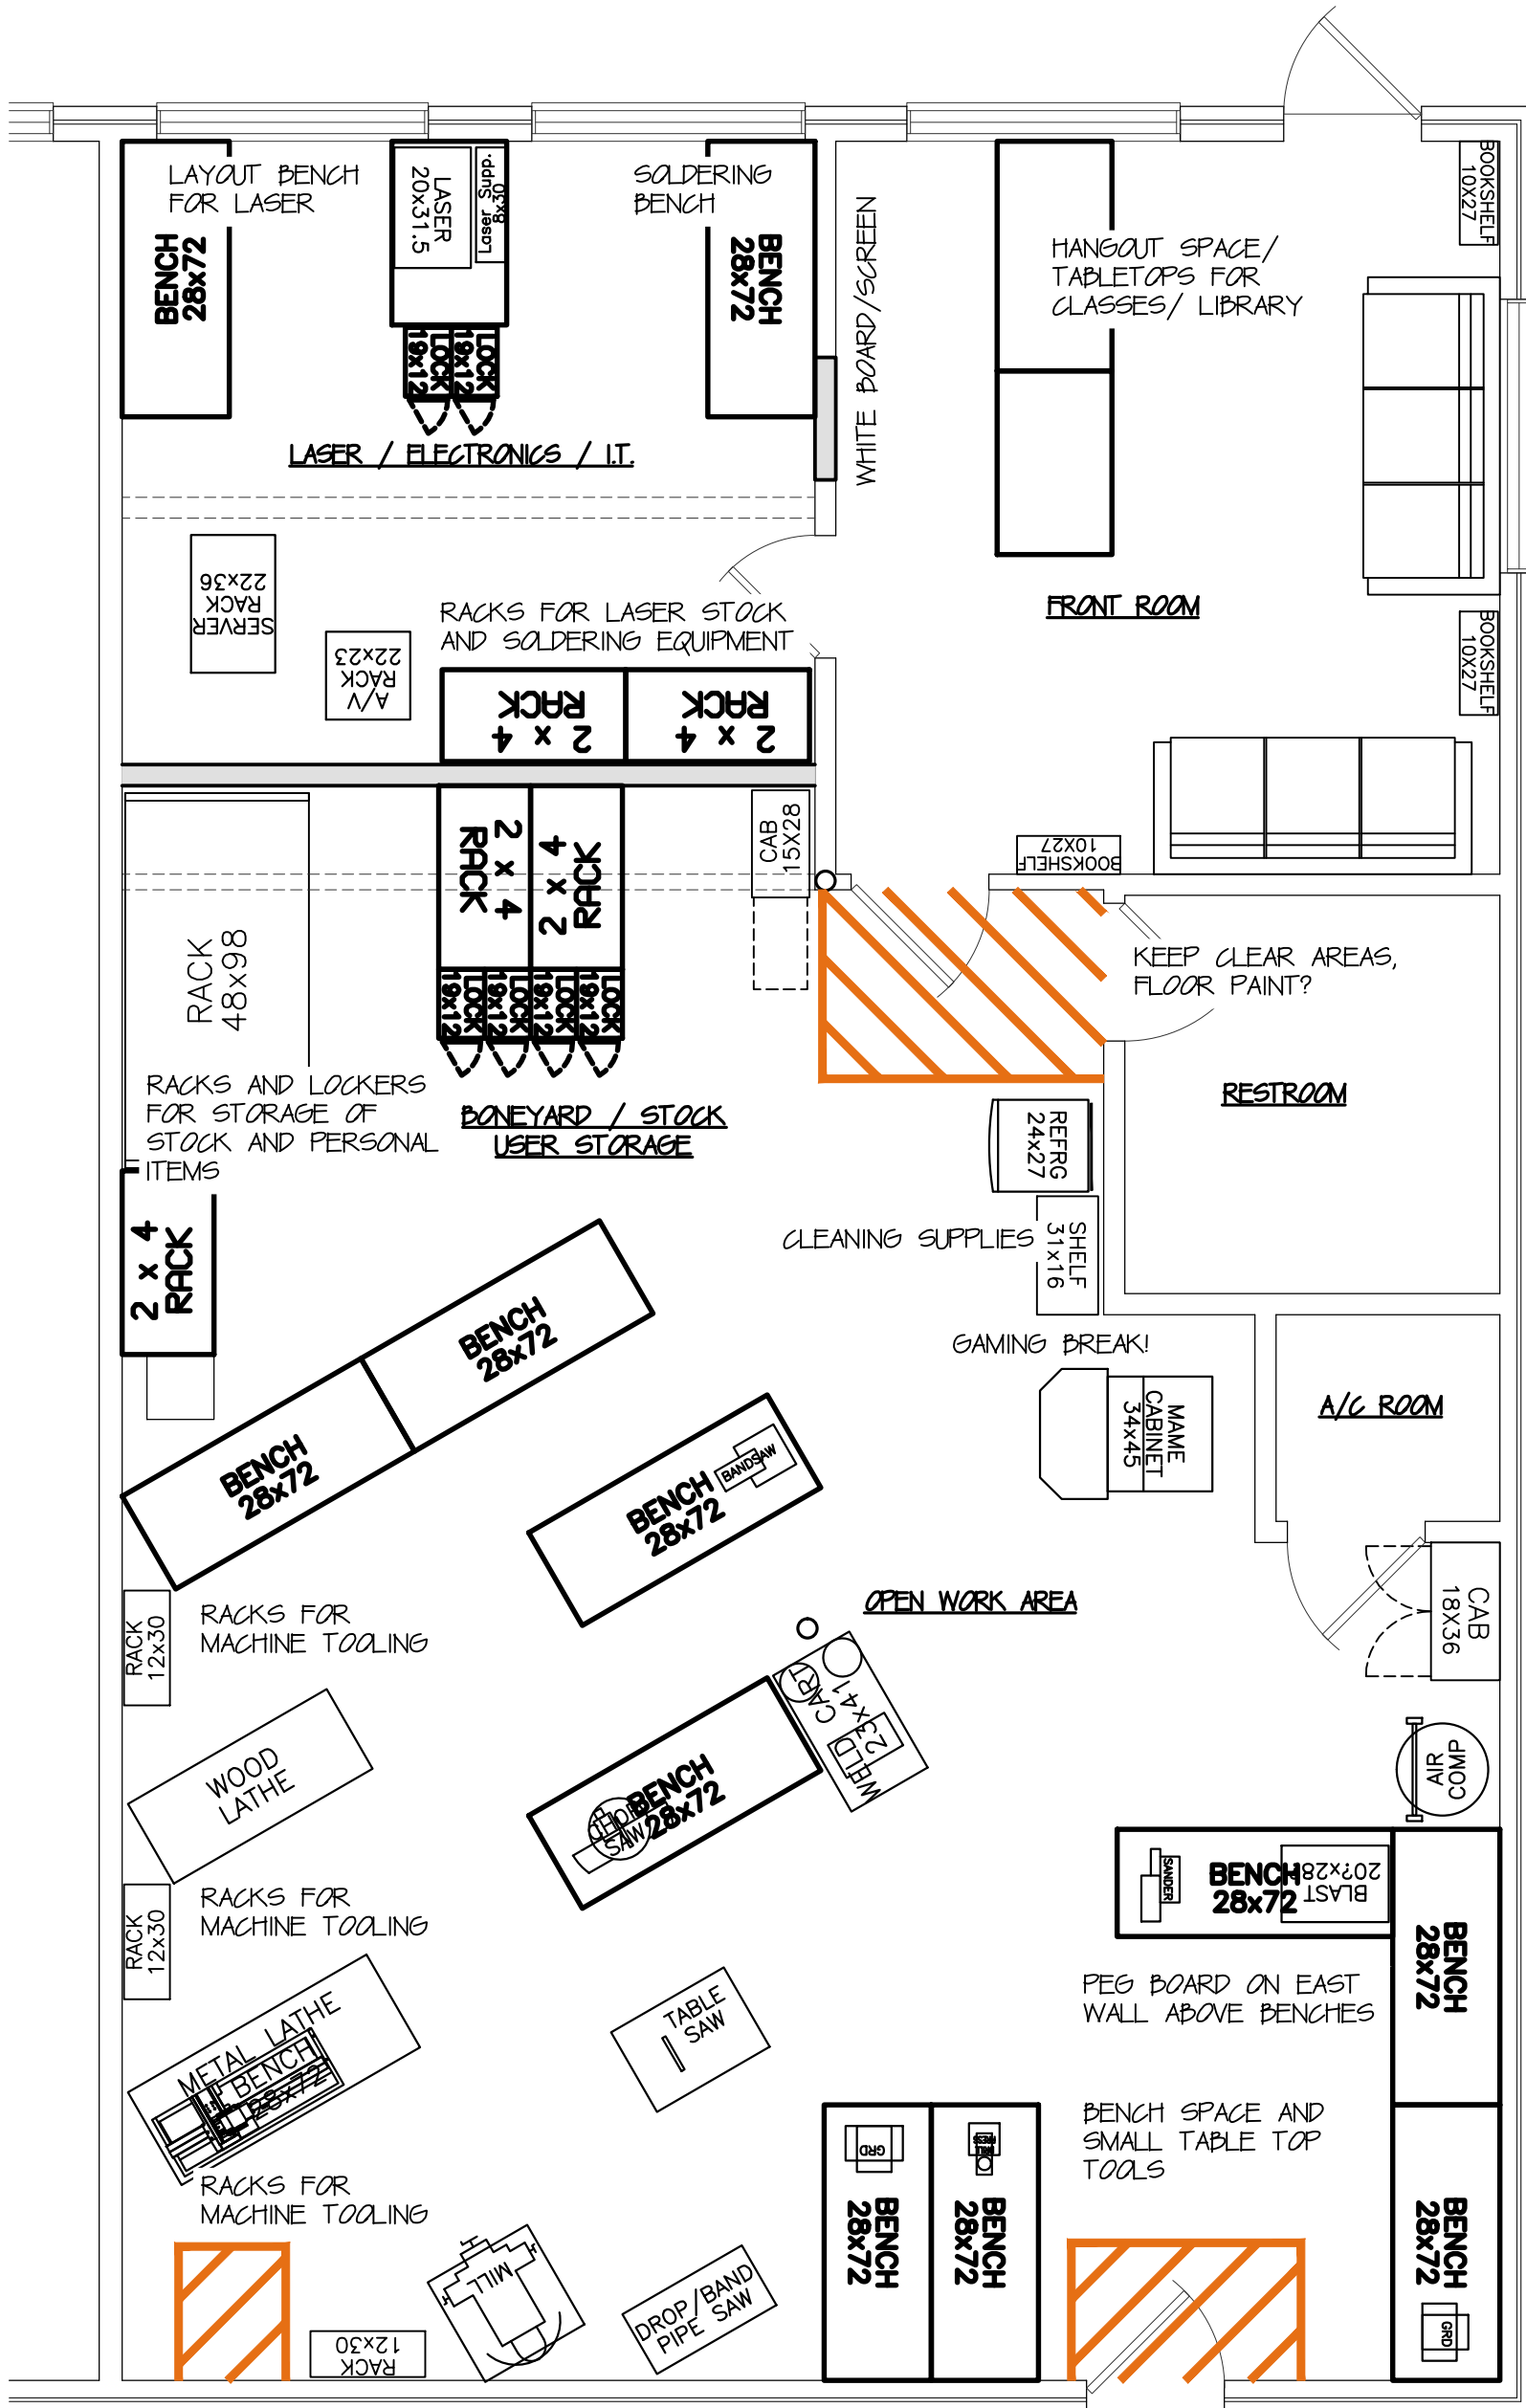 LAYOUT BENCH
FOR LASER
BENCH
28x72
LASER
20x31.5
Laser Supp.
8x30
LOCK
19x12
LOCK
19x12
SOLDERING
BENCH
BENCH
28x72
WHITE BOARD/SCREEN
HANGOUT SPACE/
TABLETOPS FOR
CLASSES/ LIBRARY
BOOKSHELF
10X27
LASER / ELECTRONICS / I.T.
SERVER
RACK
22x36
A/V
RACK
22x23
RACKS FOR LASER STOCK
AND SOLDERING EQUIPMENT
2 x 4
RACK
2 x 4
RACK
FRONT ROOM
BOOKSHELF
10X27
BOOKSHELF
10X27
RACK
48x98
2 x 4
RACK
2 x 4
RACK
LOCK
19x12
LOCK
19x12
LOCK
19x12
LOCK
19x12
CAB
15X28
KEEP CLEAR AREAS,
FLOOR PAINT?
RESTROOM
RACKS AND LOCKERS
FOR STORAGE OF
STOCK AND PERSONAL
ITEMS
BONEYARD / STOCK
USER STORAGE
REFRG
24x27
CLEANING SUPPLIES
SHELF
31x16
2 x 4
RACK
GAMING BREAK!
MAME
CABINET
34x45
A/C ROOM
BENCH
28x72
BENCH
28x72
BENCH
28x72
BANDSAW
OPEN WORK AREA
CAB
18X36
RACK
12x30
RACKS FOR
MACHINE TOOLING
WOOD
LATHE
WELD CART
23x41
BENCH
28x72
CHOP
SAW
AIR
COMP
RACK
12x30
RACKS FOR
MACHINE TOOLING
SANDER
BENCH
28x72
BLAST
20?x28?
BENCH
28x72
METAL LATHE
BENCH
28x72
TABLE
SAW
PEG BOARD ON EAST
WALL ABOVE BENCHES
BENCH SPACE AND
SMALL TABLE TOP
TOOLS
RACKS FOR
MACHINE TOOLING
MILL
DROP/BAND
PIPE SAW
RACK
12x30
GRD
BENCH
28x72
BENCH
28x72
BENCH
28x72
GRD